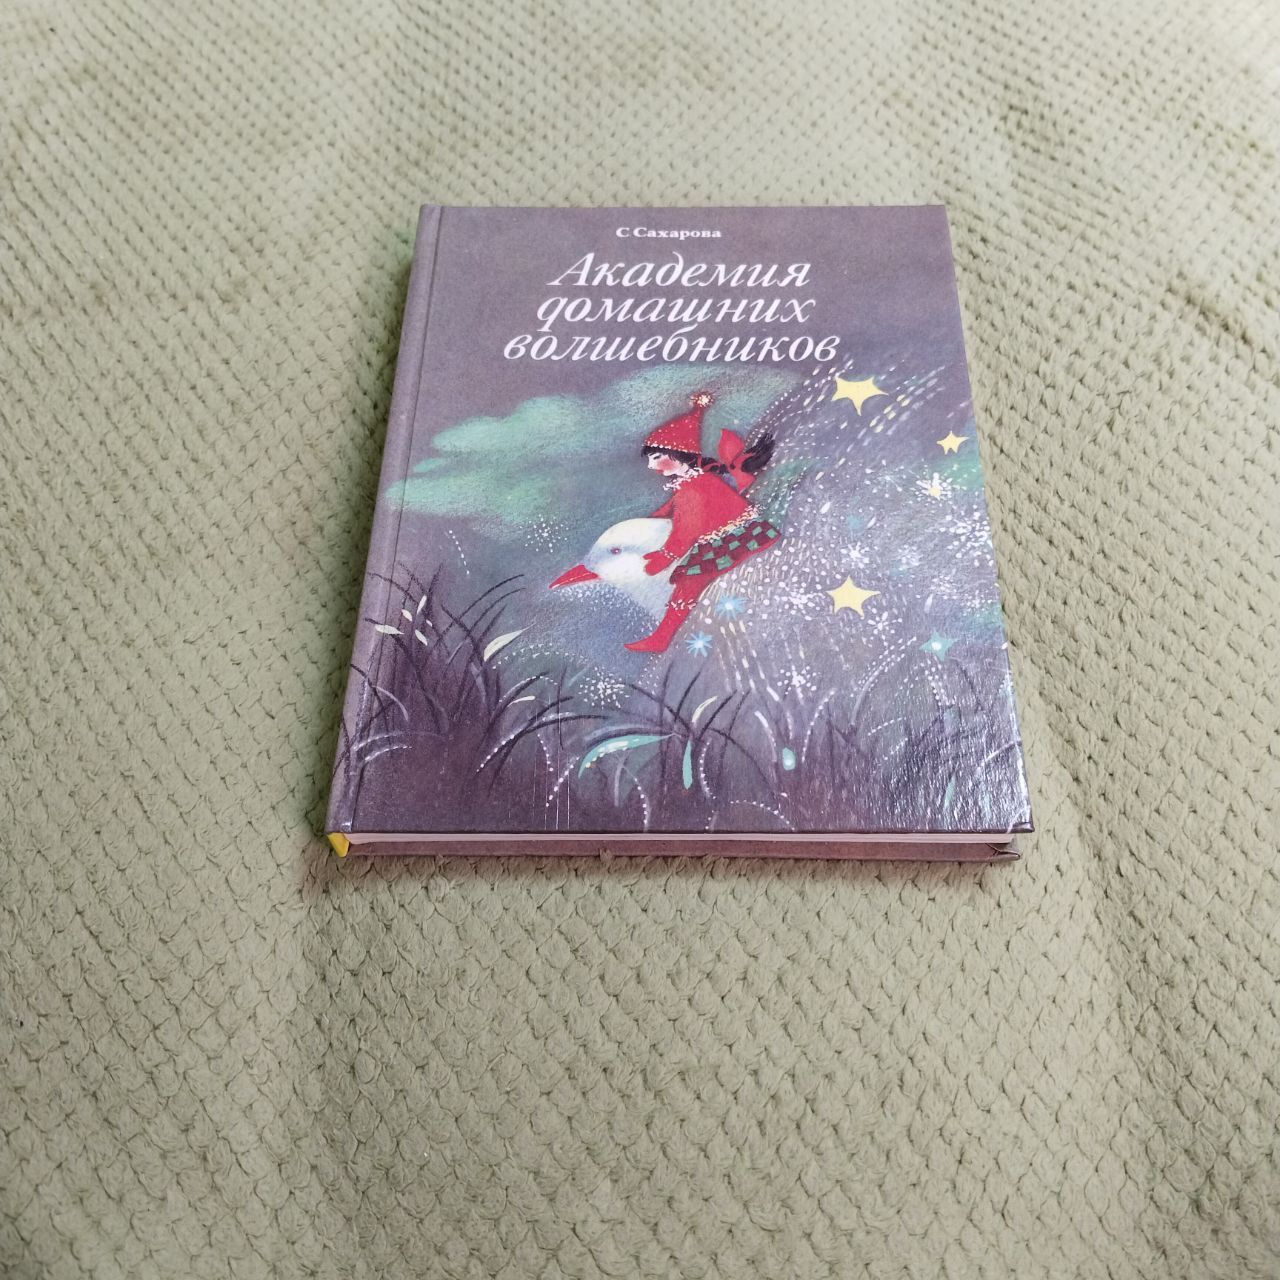 С Сахарова
Академия
домашних
волшебников